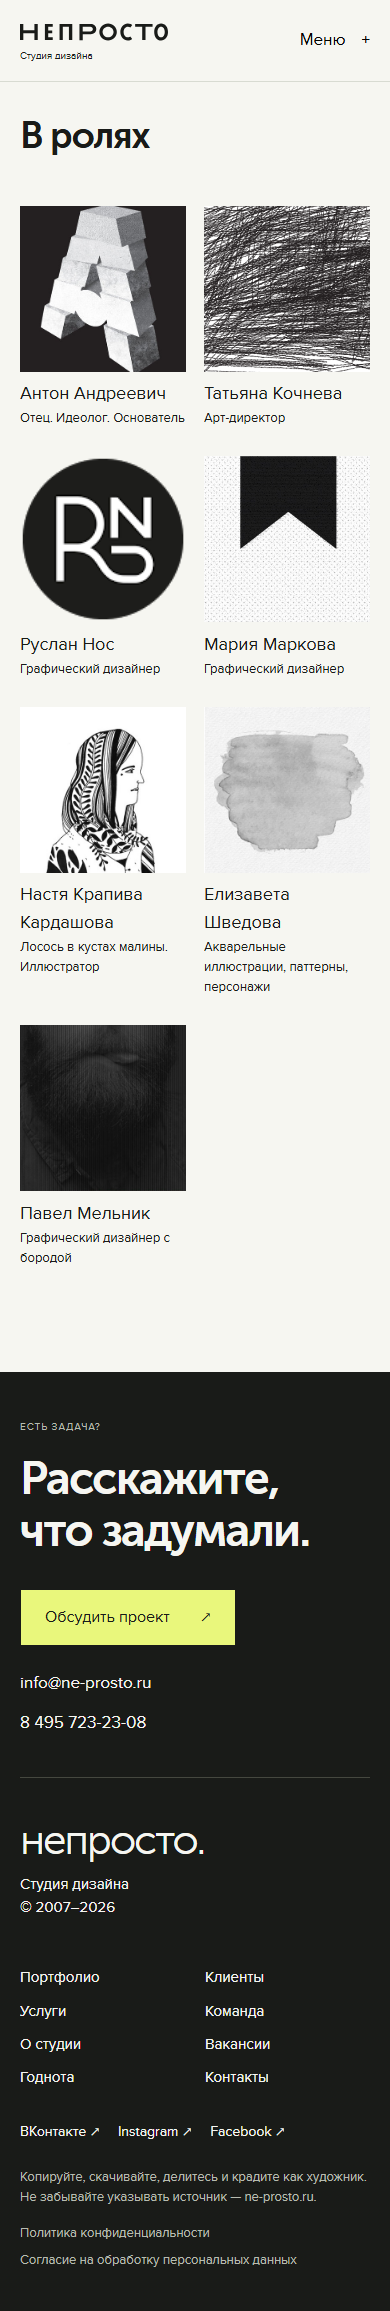 НЕПРОСТО
Студия дизайна
Меню +
В ролях
Антон Андреевич
Отец. Идеолог. Основатель
Татьяна Кочнева
Арт-директор
RN
Руслан Нос
Графический дизайнер
Мария Маркова
Графический дизайнер
Настя Крапива
Кардашова
Лосось в кустах малины.
Иллюстратор
Елизавета
Шведова
Акварельные
иллюстрации, паттерны,
персонажи
Павел Мельник
Графический дизайнер с
бородой
ЕСТЬ ЗАДАЧА?
Расскажите,
что задумали.
Обсудить проект ↗
info@ne-prosto.ru
8 495 723-23-08
непросто.
Студия дизайна
© 2007–2026
Портфолио
Клиенты
Услуги
Команда
О студии
Вакансии
Годнота
Контакты
ВКонтакте ↗ Instagram ↗ Facebook ↗
Копируйте, скачивайте, делитесь и крадите как художник.
Не забывайте указывать источник — ne-prosto.ru.
Политика конфиденциальности
Согласие на обработку персональных данных